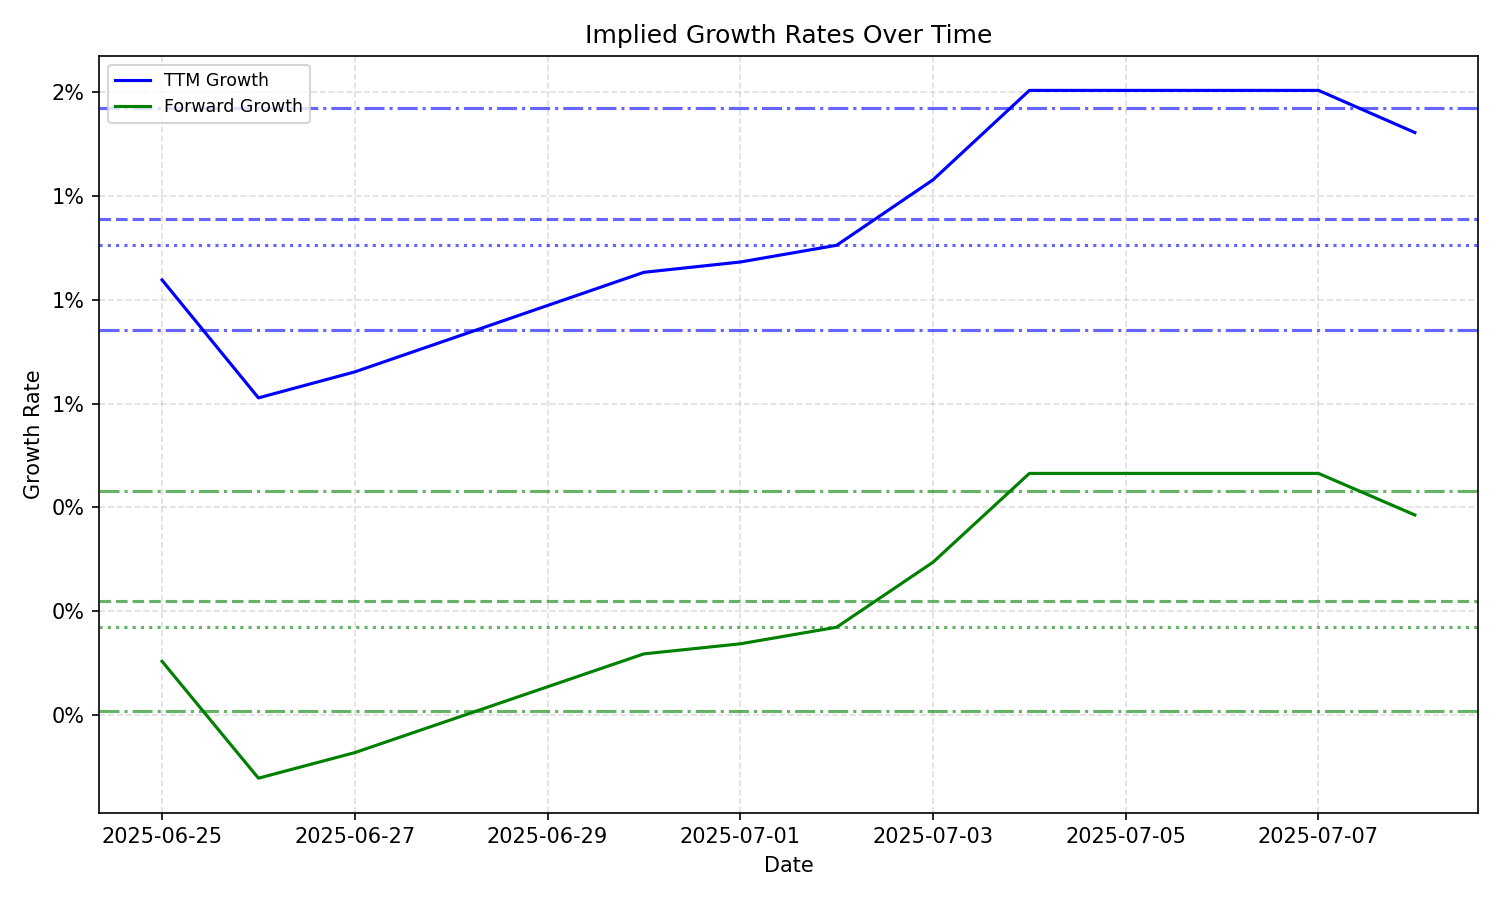 Implied Growth Rates Over Time
TTM Growth
Forward Growth
2%
1%
1%
1%
0%
0%
0%
Growth Rate
2025-06-25
2025-06-27
2025-06-29
2025-07-01
2025-07-03
2025-07-05
2025-07-07
Date